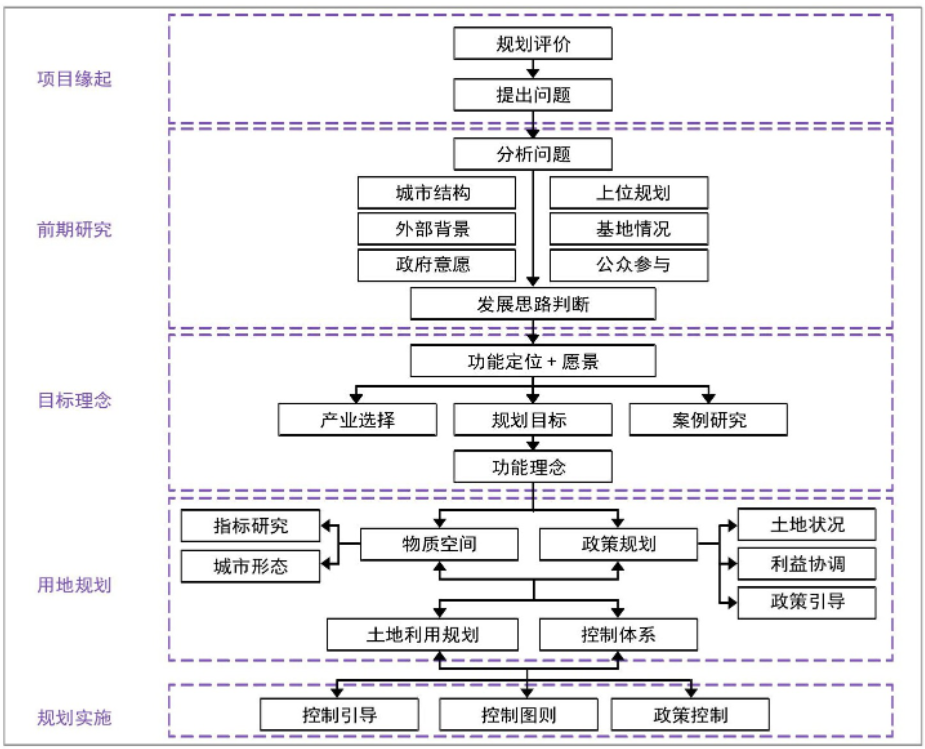 项目缘起
规划评价
提出问题
前期研究
分析问题
城市结构
上位规划
外部背景
基地情况
政府意愿
公众参与
发展思路判断
目标理念
功能定位 + 愿景
产业选择
规划目标
案例研究
功能理念
用地规划
指标研究
城市形态
物质空间
政策规划
土地状况
利益协调
政策引导
土地利用规划
控制体系
规划实施
控制引导
控制图则
政策控制